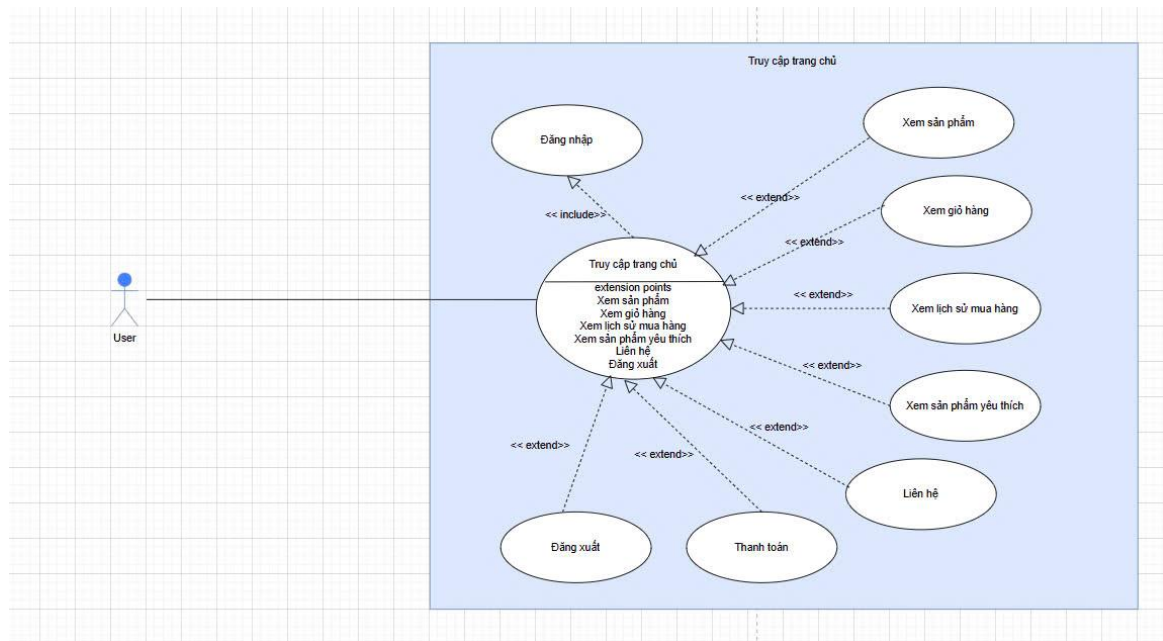 Truy cập trang chủ
Đăng nhập
Xem sản phẩm
<< extend>>
Xem giỏ hàng
<< include>>
<< extend>>
Truy cập trang chủ
extension points
Xem sản phẩm
Xem giỏ hàng
Xem lịch sử mua hàng
Xem sản phẩm yêu thích
Liên hệ
Đăng xuất
<< extend>>
Xem lịch sử mua hàng
User
<< extend>>
Xem sản phẩm yêu thích
<< extend>>
<< extend>>
<< extend>>
Liên hệ
Đăng xuất
Thanh toán